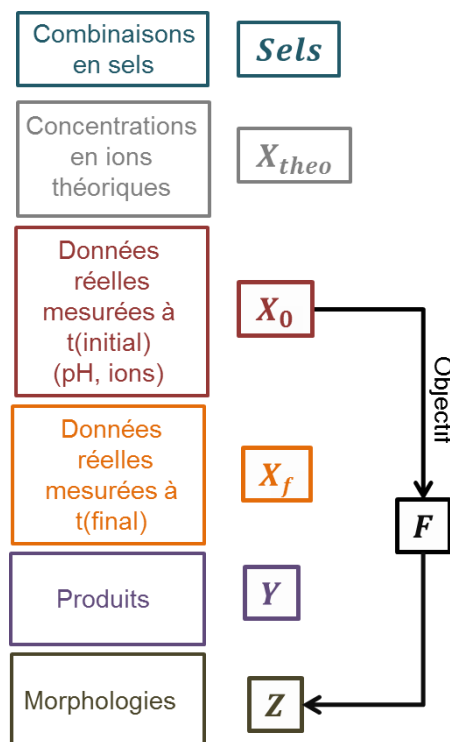 Combinaisons
en sels
Sels
Concentrations
en ions
théoriques
X_theo
Données
réelles
mesurées à
t(initial)
(pH, ions)
X_0
Objectif
Données
réelles
mesurées à
t(final)
X_f
F
Produits
Y
Morphologies
Z